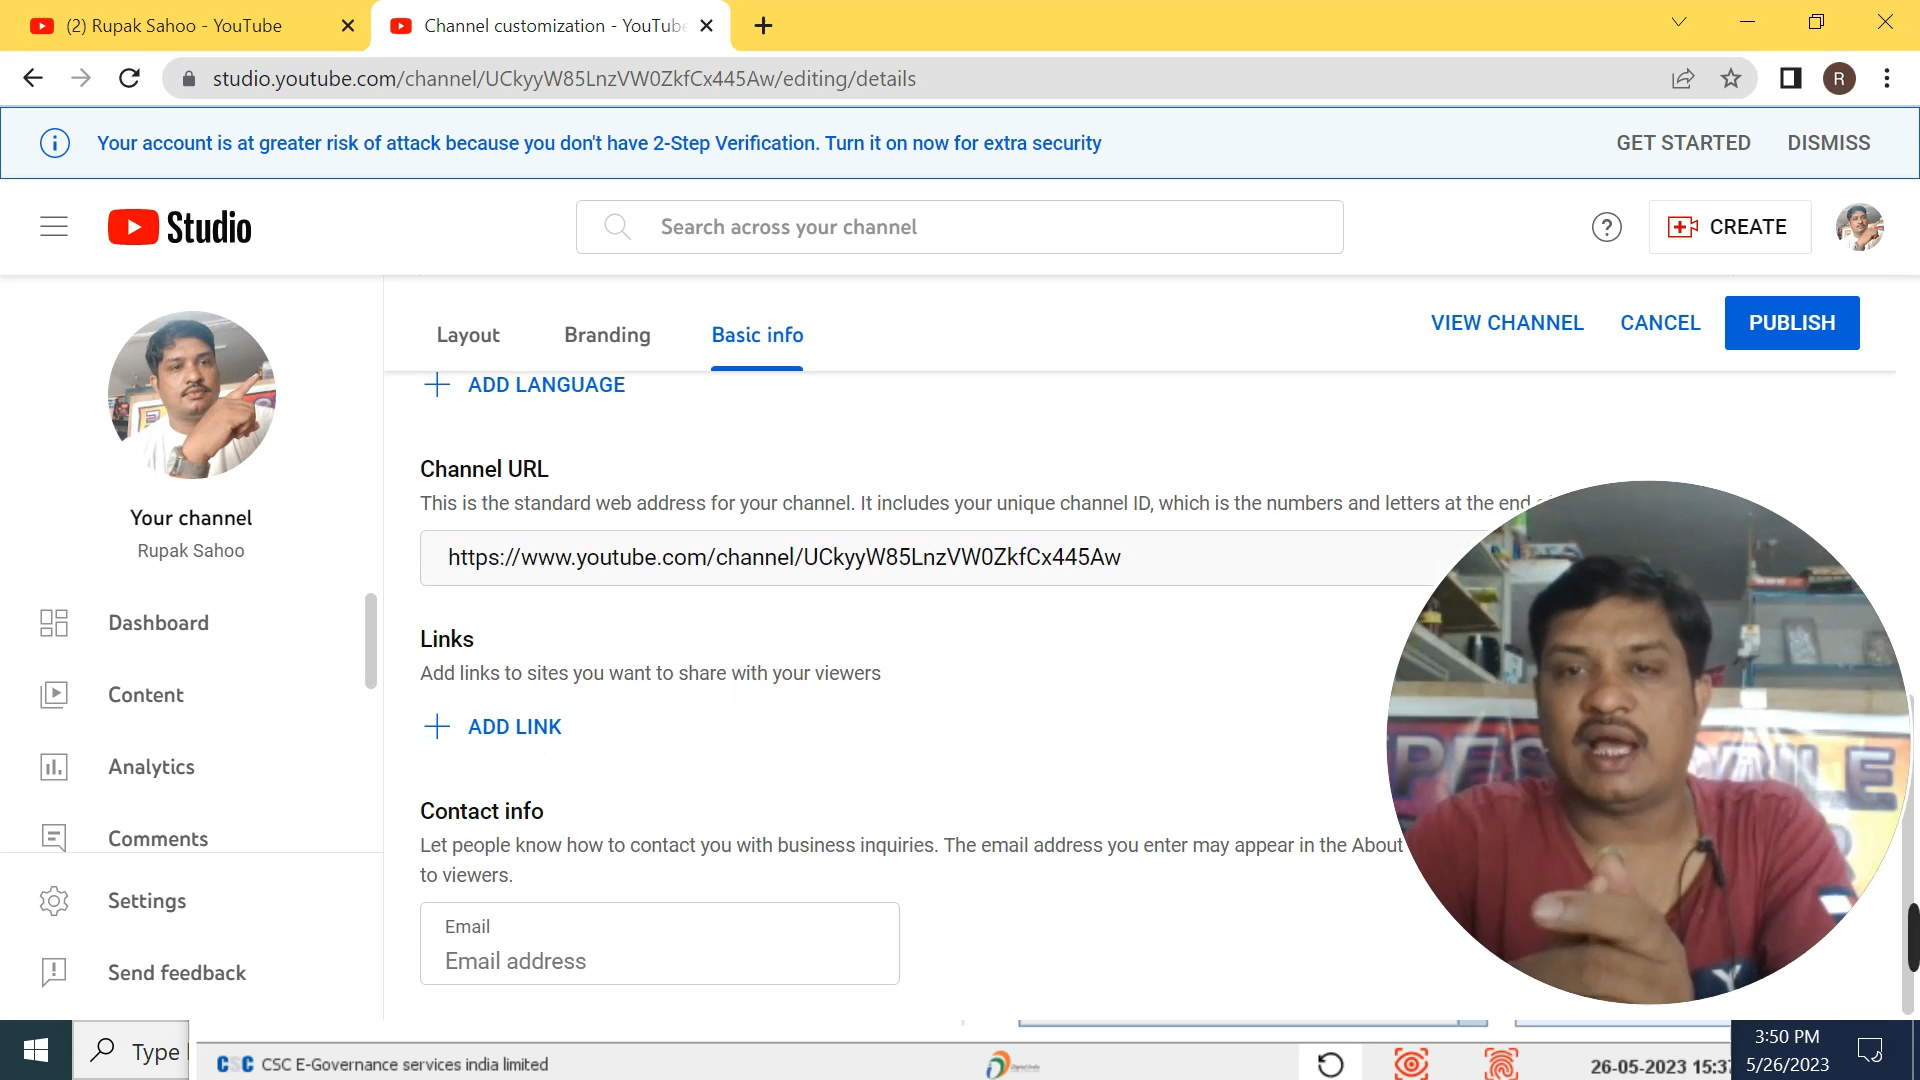 (2) Rupak Sahoo - YouTube
Channel customization - YouTube
studio.youtube.com/channel/UCkyyW85LnzVW0ZkfCx445Aw/editing/details
R
Your account is at greater risk of attack because you don't have 2-Step Verification. Turn it on now for extra security
GET STARTED
DISMISS
Studio
Search across your channel
CREATE
Layout
Branding
Basic info
VIEW CHANNEL
CANCEL
PUBLISH
Your channel
Rupak Sahoo
Dashboard
Content
Analytics
Comments
Settings
Send feedback
ADD LANGUAGE
Channel URL
This is the standard web address for your channel. It includes your unique channel ID, which is the numbers and letters at the end
https://www.youtube.com/channel/UCkyyW85LnzVW0ZkfCx445Aw
Links
Add links to sites you want to share with your viewers
ADD LINK
Contact info
Let people know how to contact you with business inquiries. The email address you enter may appear in the About
to viewers.
Email
Email address
Type
CSC CSC E-Governance services india limited
26-05-2023 15:37
3:50 PM
5/26/2023